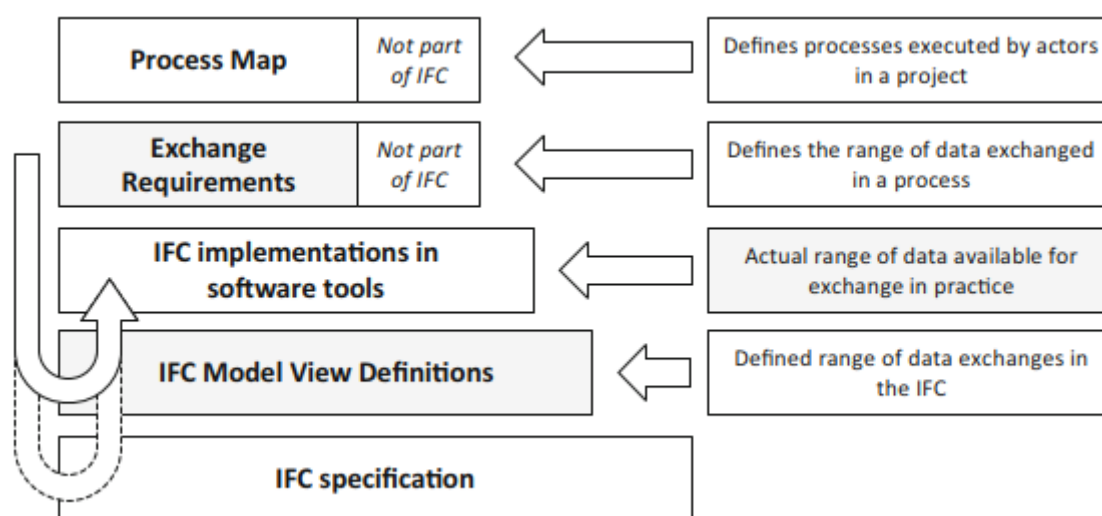 Process Map
Not part
of IFC
Defines processes executed by actors
in a project
Exchange
Requirements
Not part
of IFC
Defines the range of data exchanged
in a process
IFC implementations in
software tools
Actual range of data available for
exchange in practice
IFC Model View Definitions
Defined range of data exchanges in
the IFC
IFC specification